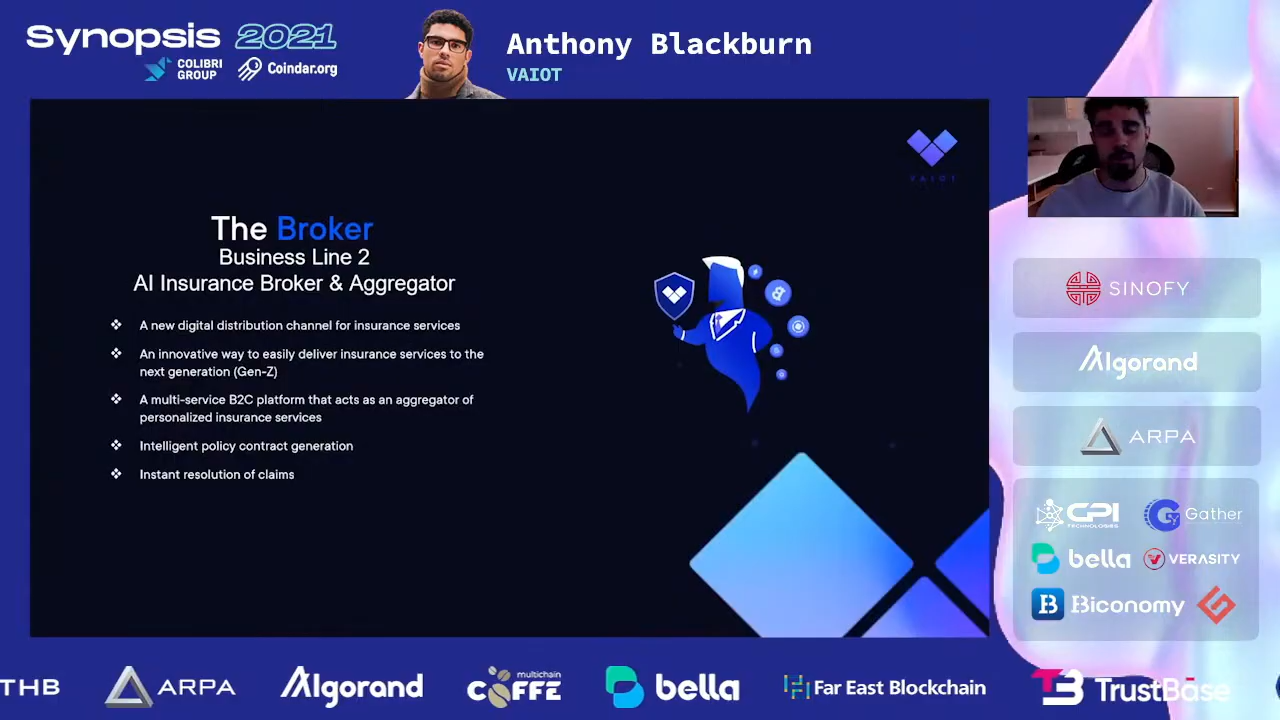 Synopsis 2021
COLIBRI
GROUP
Coindar.org
Anthony Blackburn
VAIOT
VAIOT
The Broker
Business Line 2
AI Insurance Broker & Aggregator
❖ A new digital distribution channel for insurance services
❖ An innovative way to easily deliver insurance services to the
next generation (Gen-Z)
❖ A multi-service B2C platform that acts as an aggregator of
personalized insurance services
❖ Intelligent policy contract generation
❖ Instant resolution of claims
SINOFY
Algorand
ARPA
CPI
TECHNOLOGIES
Gather
bella
VERASITY
Biconomy
THB
ARPA
Algorand
multichain
COFFE
bella
Far East Blockchain
TrustBase